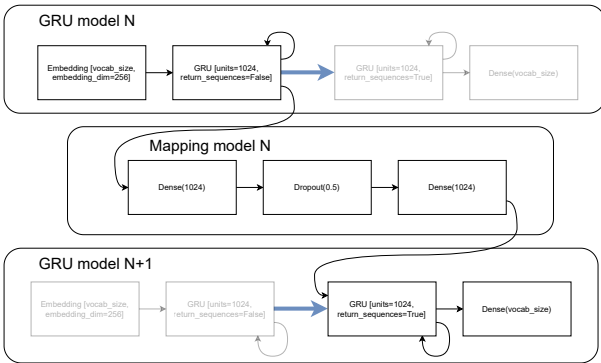 GRU model N
Embedding [vocab_size,
embedding_dim=256]
GRU [units=1024,
return_sequences=False]
GRU [units=1024,
return_sequences=True]
Dense(vocab_size)
Mapping model N
Dense(1024)
Dropout(0.5)
Dense(1024)
GRU model N+1
Embedding [vocab_size,
embedding_dim=256]
GRU [units=1024,
return_sequences=False]
GRU [units=1024,
return_sequences=True]
Dense(vocab_size)